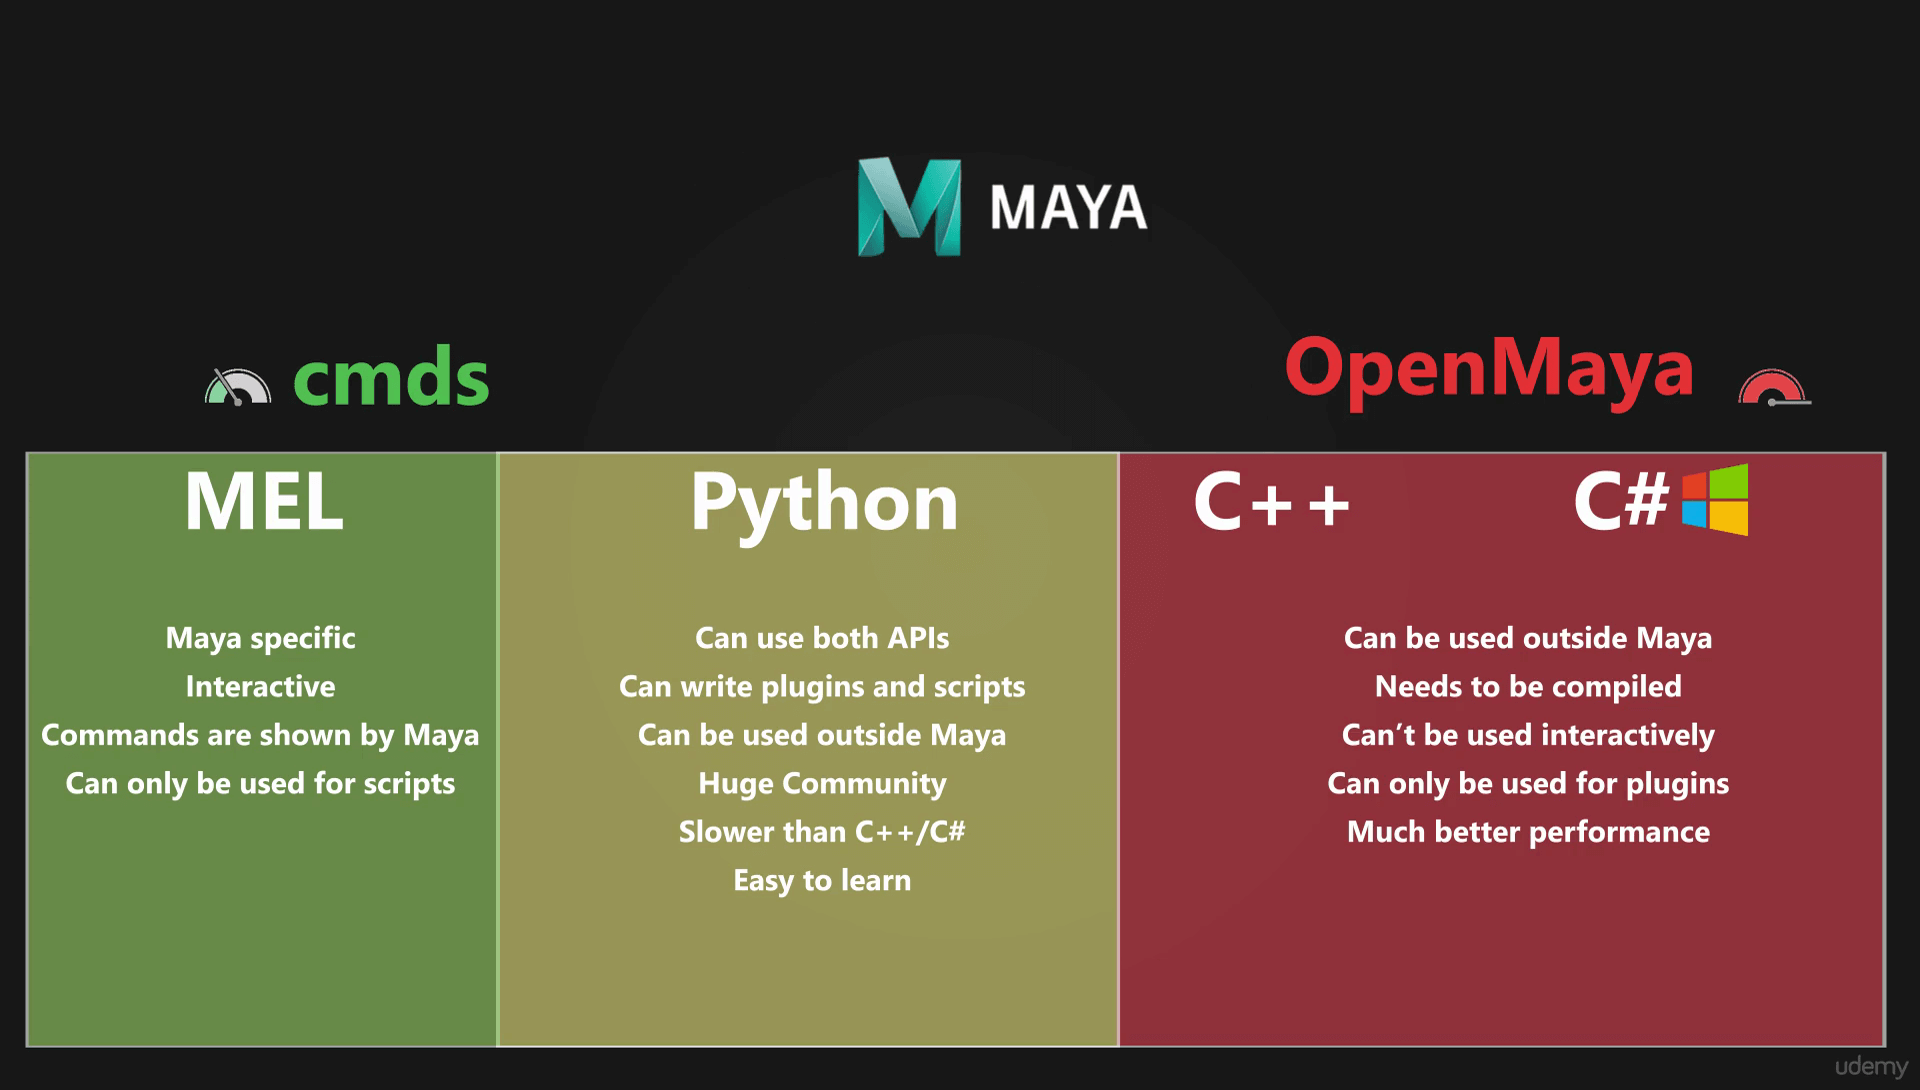 MAYA
cmds
OpenMaya
MEL
Maya specific
Interactive
Commands are shown by Maya
Can only be used for scripts
Python
Can use both APIs
Can write plugins and scripts
Can be used outside Maya
Huge Community
Slower than C++/C#
Easy to learn
C++ C#
Can be used outside Maya
Needs to be compiled
Can’t be used interactively
Can only be used for plugins
Much better performance
udemy